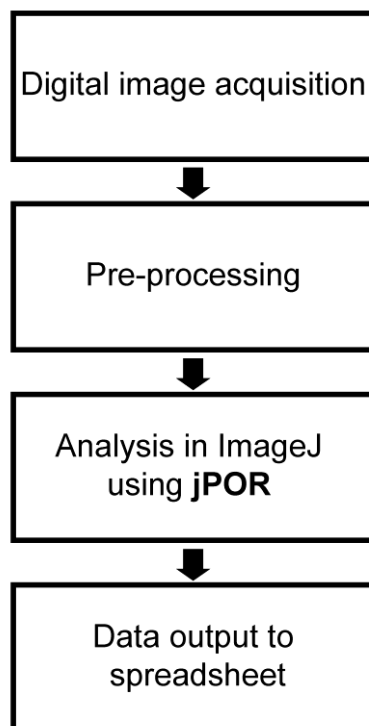 Digital image acquisition
Pre-processing
Analysis in ImageJ
using jPOR
Data output to
spreadsheet